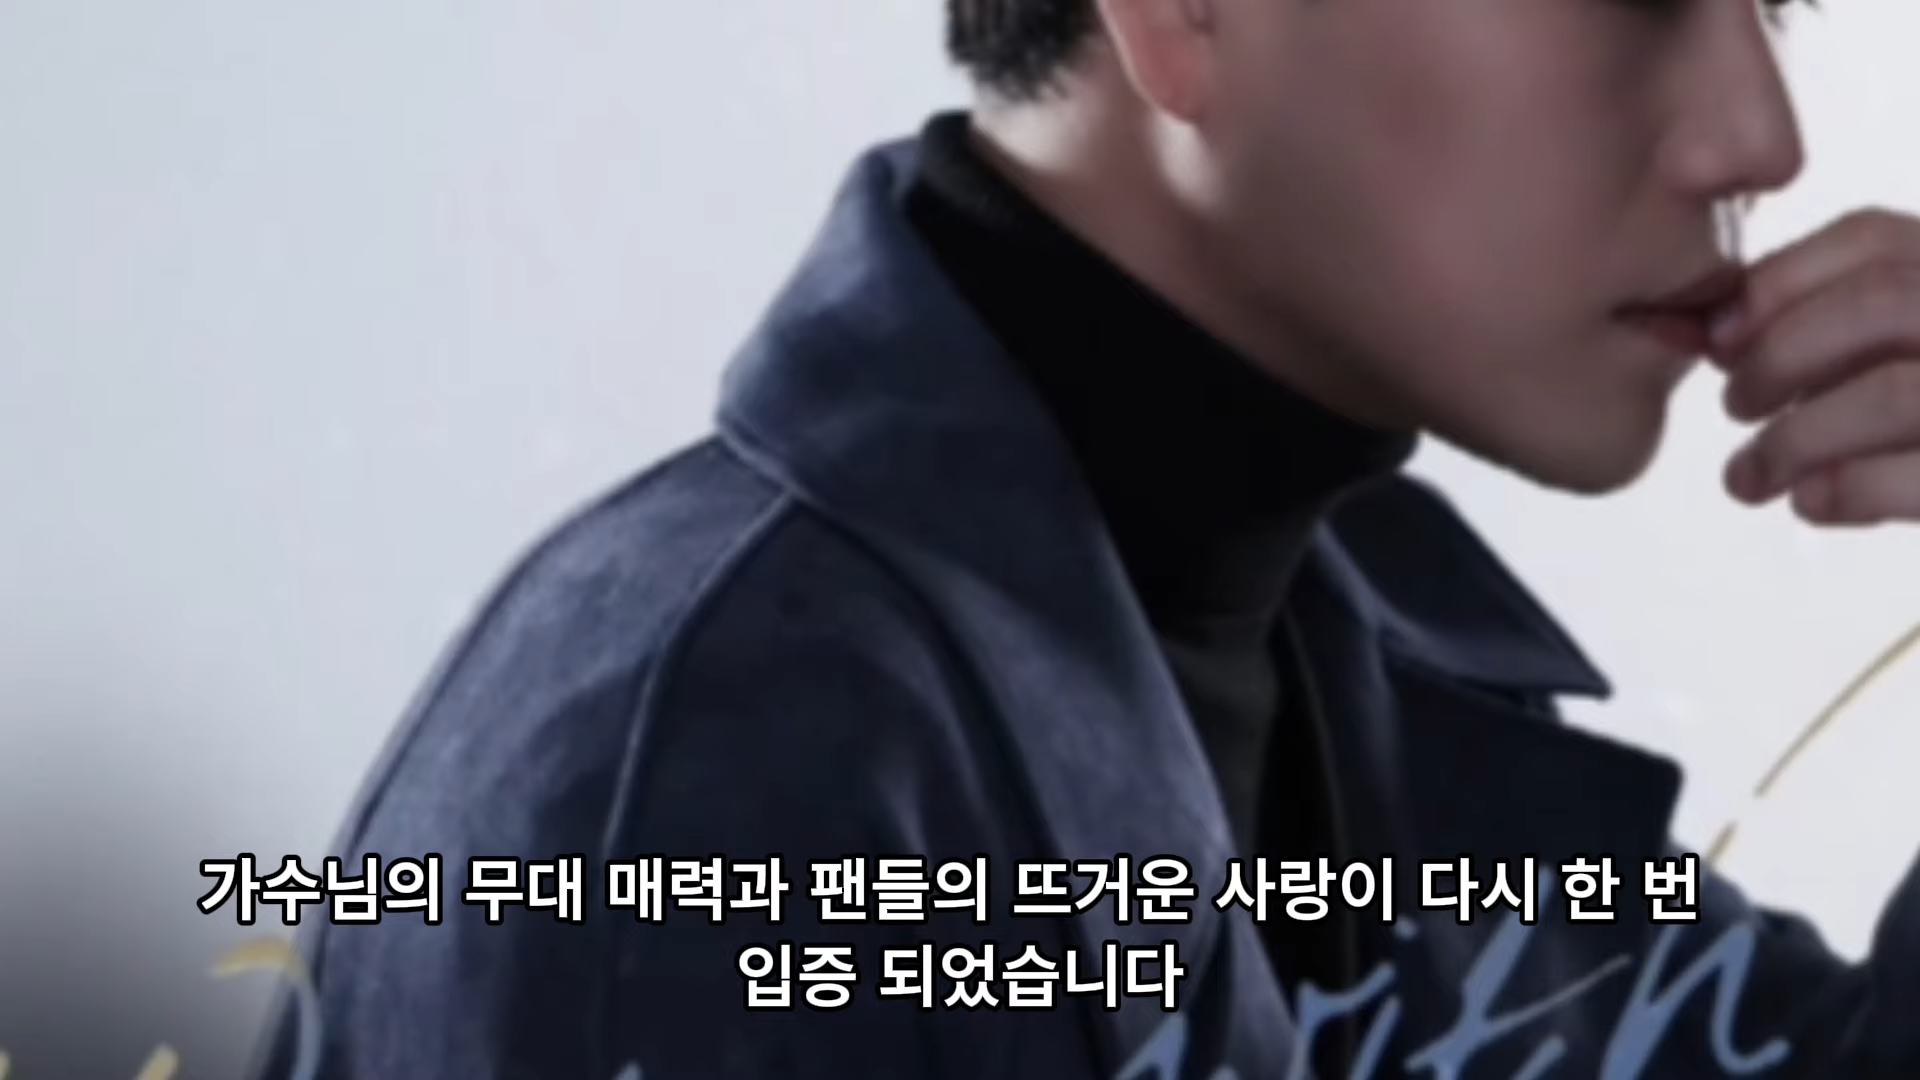 가수님의 무대 매력과 팬들의 뜨거운 사랑이 다시 한 번
입증 되었습니다
with